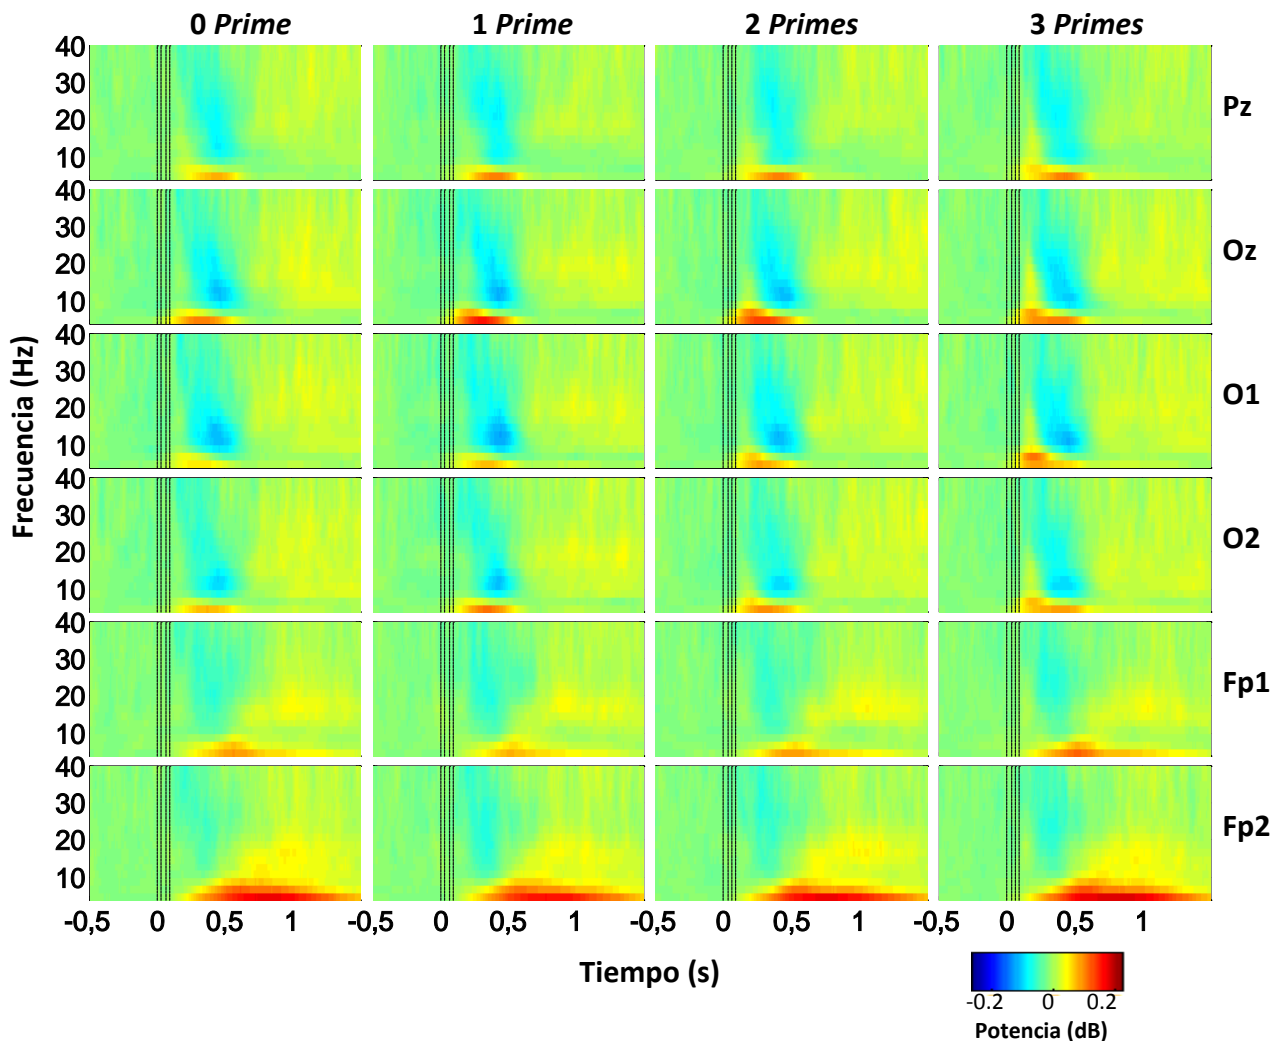 0 Prime 1 Prime 2 Primes 3 Primes
40 30 20 10 Pz
40 30 20 10 Oz
40 30 20 10 O1
40 30 20 10 O2
40 30 20 10 Fp1
40 30 20 10 Fp2
Frecuencia (Hz)
-0,5 0 0,5 1 -0,5 0 0,5 1 -0,5 0 0,5 1 -0,5 0 0,5 1
Tiempo (s)
-0.2 0 0.2
Potencia (dB)